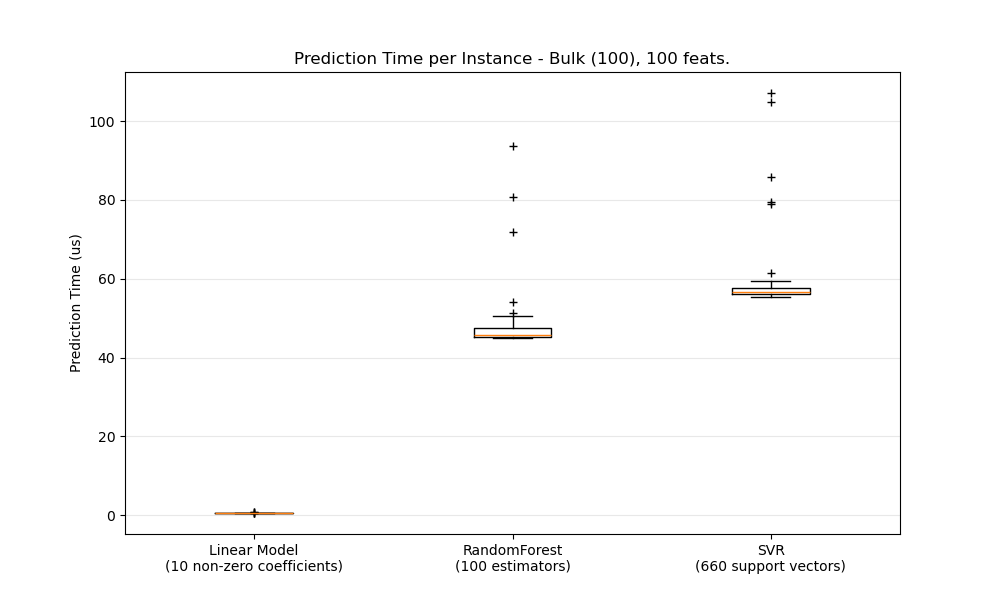 Prediction Time per Instance - Bulk (100), 100 feats.
Prediction Time (us)
100
80
60
40
20
0
Linear Model
(10 non-zero coefficients)
RandomForest
(100 estimators)
SVR
(660 support vectors)